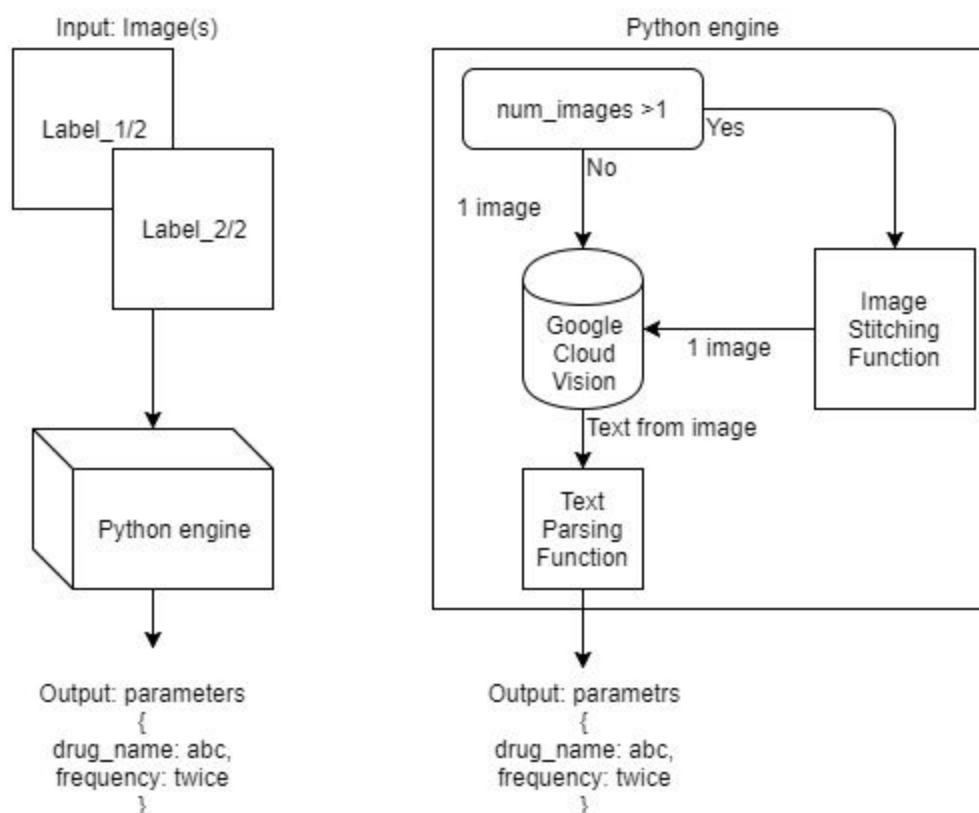 Input: Image(s)
Label_1/2
Label_2/2
Python engine
Output: parameters
{
drug_name: abc,
frequency: twice
}
Python engine
num_images >1
Yes
No
1 image
Google
Cloud
Vision
1 image
Image
Stitching
Function
Text from image
Text
Parsing
Function
Output: parametrs
{
drug_name: abc,
frequency: twice
}